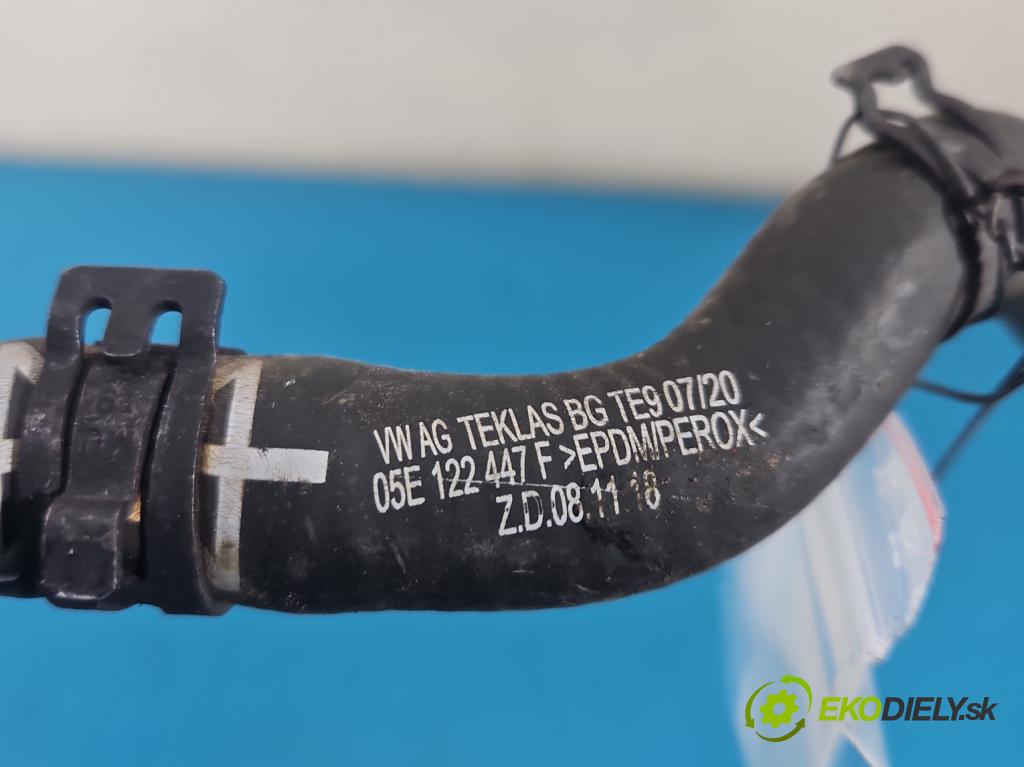 VW AG TEKLAS BG TE9 07/20
05E 122 447 F >EPDM/PEROX<
Z.D.08.11.18
EKODIELY.sk